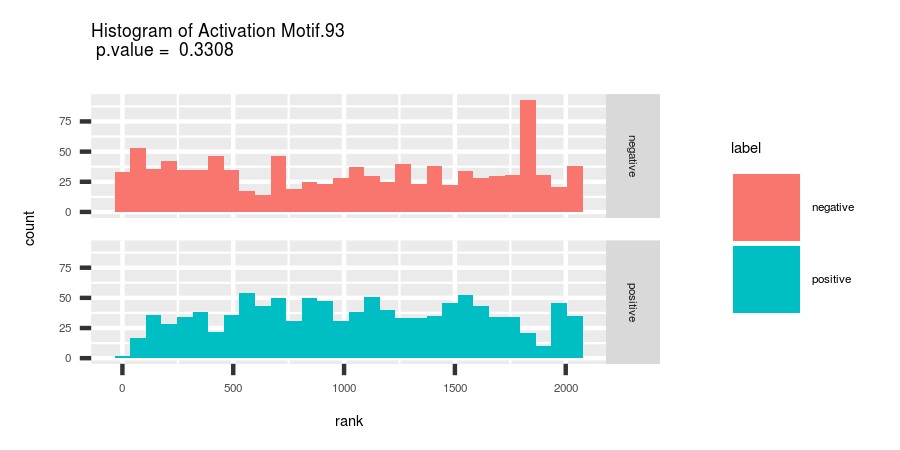 Histogram of Activation Motif.93
p.value = 0.3308
count
75
50
25
0
negative
75
50
25
0
positive
0 500 1000 1500 2000
rank
label
negative
positive